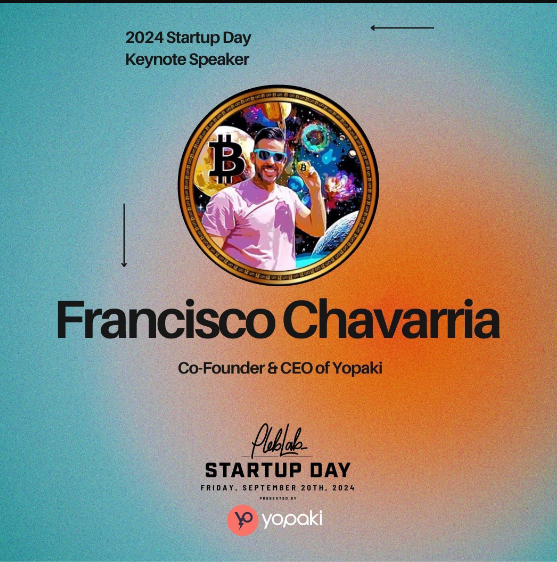 2024 Startup Day
Keynote Speaker
Francisco Chavarria
Co-Founder & CEO of Yopaki
PlebLab
STARTUP DAY
FRIDAY, SEPTEMBER 20TH, 2024
PRESENTED BY
yopaki